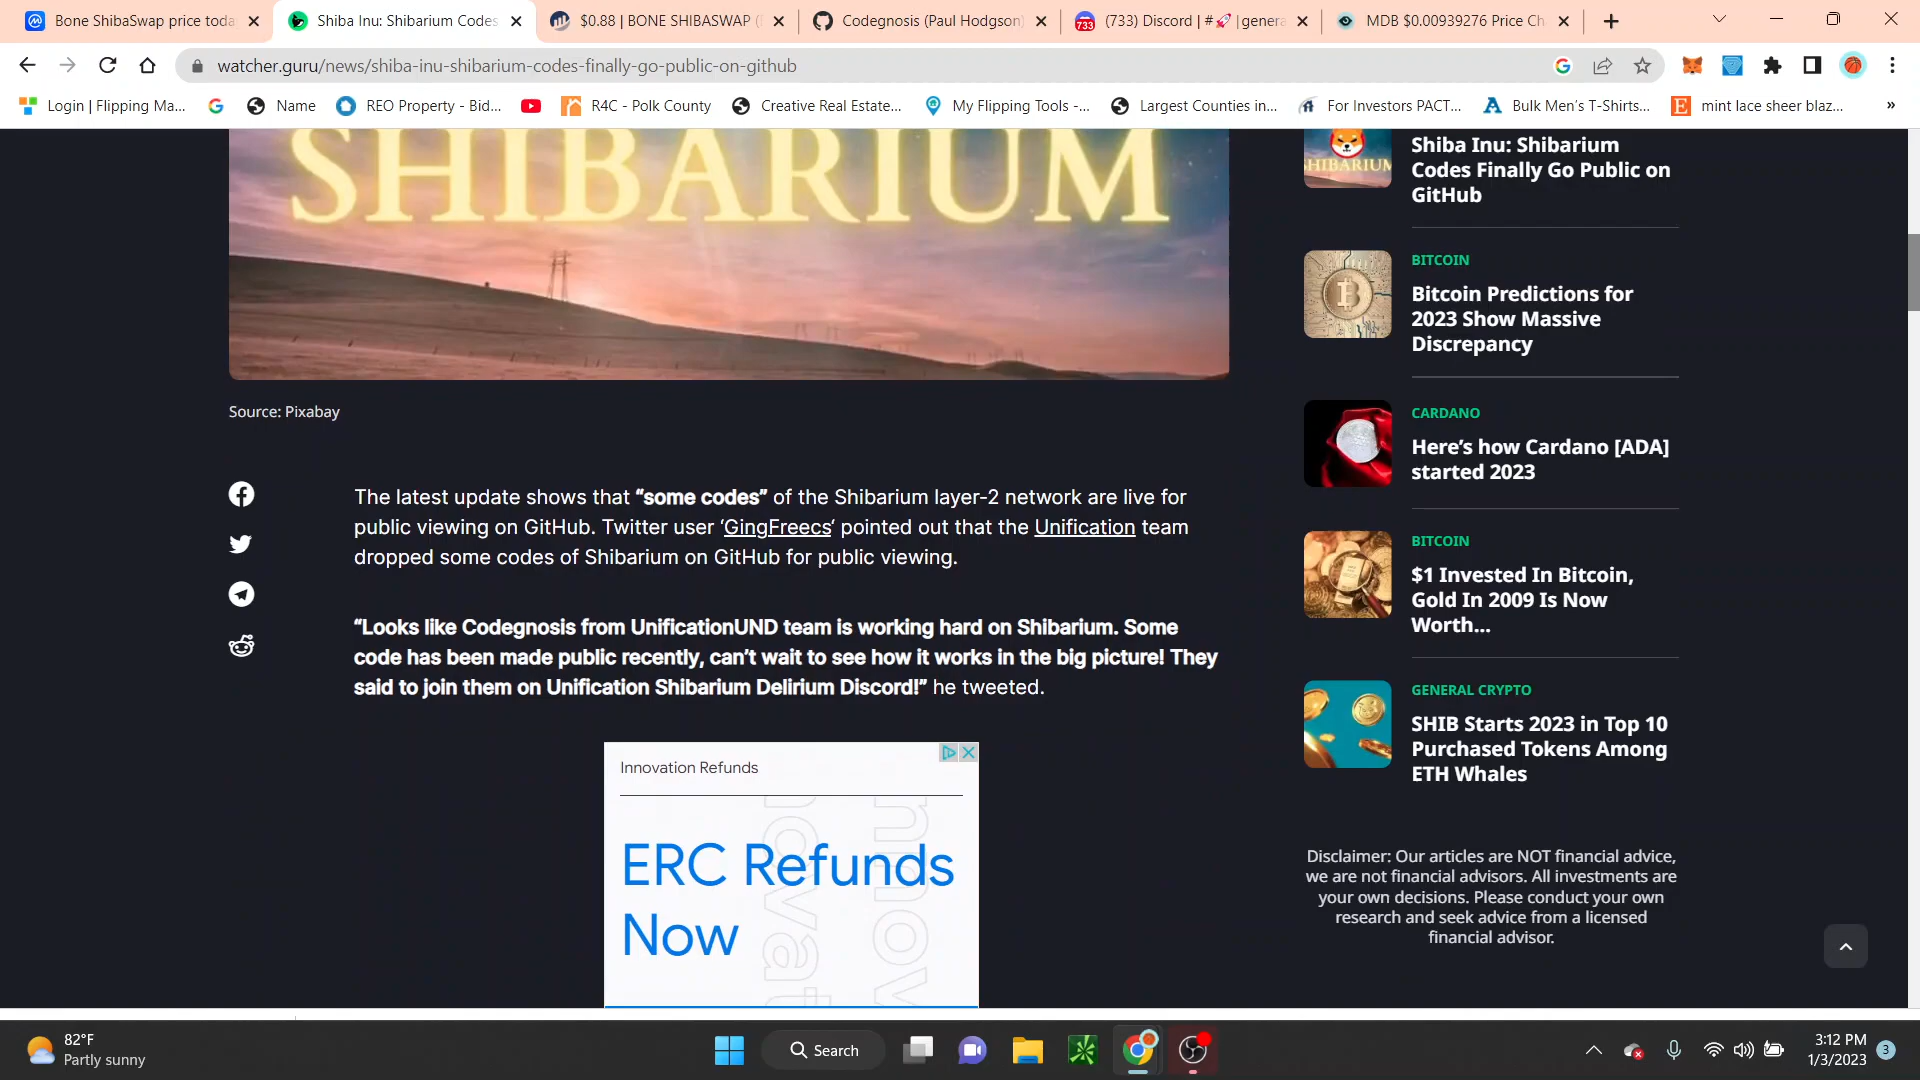 Bone ShibaSwap price toda
Shiba Inu: Shibarium Codes
$0.88 | BONE SHIBASWAP (
Codegnosis (Paul Hodgson)
(733) Discord | #🚀|genera
MDB $0.00939276 Price Ch
watcher.guru/news/shiba-inu-shibarium-codes-finally-go-public-on-github
Login | Flipping Ma...
Name
REO Property - Bid...
R4C - Polk County
Creative Real Estate...
My Flipping Tools -...
Largest Counties in...
For Investors PACT...
Bulk Men's T-Shirts...
mint lace sheer blaz...
»
SHIBARIUM
Source: Pixabay
The latest update shows that “some codes” of the Shibarium layer-2 network are live for
public viewing on GitHub. Twitter user ‘GingFreecs‘ pointed out that the Unification team
dropped some codes of Shibarium on GitHub for public viewing.
“Looks like Codegnosis from UnificationUND team is working hard on Shibarium. Some
code has been made public recently, can’t wait to see how it works in the big picture! They
said to join them on Unification Shibarium Delirium Discord!” he tweeted.
Innovation Refunds
ERC Refunds
Now
SHIBARIUM
Shiba Inu: Shibarium
Codes Finally Go Public on
GitHub
BITCOIN
Bitcoin Predictions for
2023 Show Massive
Discrepancy
CARDANO
Here’s how Cardano [ADA]
started 2023
BITCOIN
$1 Invested In Bitcoin,
Gold In 2009 Is Now
Worth...
GENERAL CRYPTO
SHIB Starts 2023 in Top 10
Purchased Tokens Among
ETH Whales
Disclaimer: Our articles are NOT financial advice,
we are not financial advisors. All investments are
your own decisions. Please conduct your own
research and seek advice from a licensed
financial advisor.
82°F
Partly sunny
Search
3:12 PM
1/3/2023
3